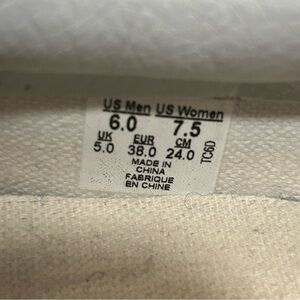 US Men US Women
6.0 7.5
UK EUR CM
5.0 38.0 24.0
MADE IN
CHINA
FABRIQUE
EN CHINE
TC6D